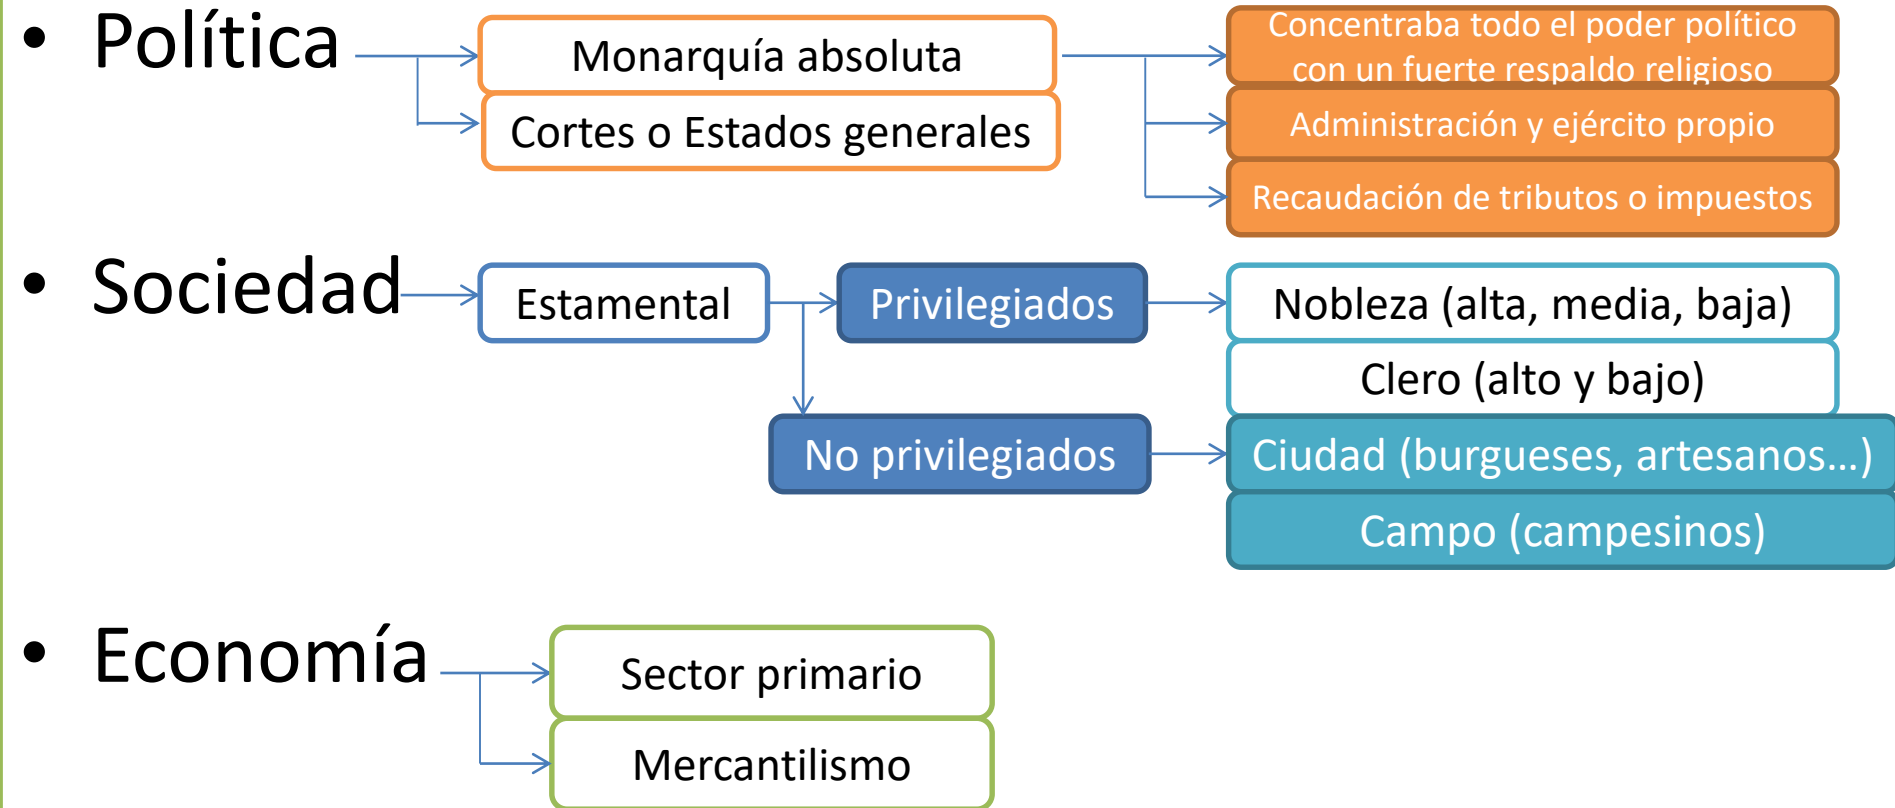 • Política
Monarquía absoluta
Cortes o Estados generales
Concentraba todo el poder político
con un fuerte respaldo religioso
Administración y ejército propio
Recaudación de tributos o impuestos
• Sociedad
Estamental
Privilegiados
Nobleza (alta, media, baja)
Clero (alto y bajo)
No privilegiados
Ciudad (burgueses, artesanos…)
Campo (campesinos)
• Economía
Sector primario
Mercantilismo